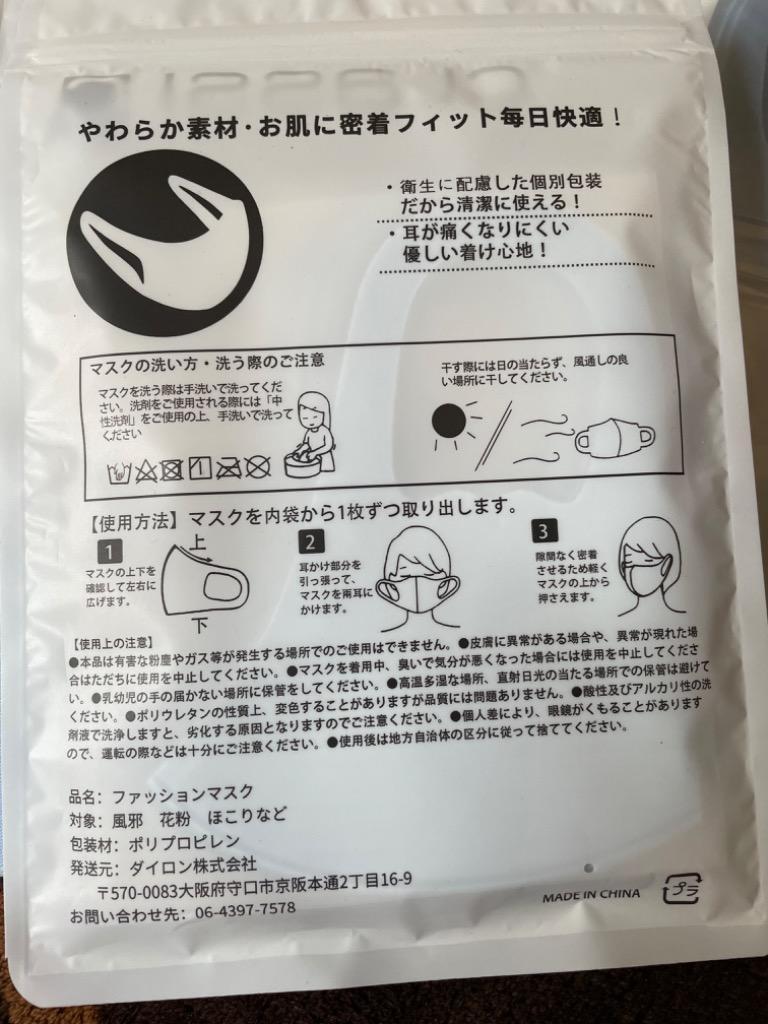 やわらか素材・お肌に密着フィット毎日快適！
・衛生に配慮した個別包装
だから清潔に使える！
・耳が痛くなりにくい
優しい着け心地！
マスクの洗い方・洗う際のご注意
マスクを洗う際は手洗いで洗ってくだ
さい。洗剤をご使用される際には「中
性洗剤」をご使用の上、手洗いで洗って
ください
干す際には日の当たらず、風通しの良
い場所に干してください。
【使用方法】マスクを内袋から1枚ずつ取り出します。
1
上
マスクの上下を
確認して左右に
広げます。
下
2
耳かけ部分を
引っ張って、
マスクを両耳に
かけます。
3
隙間なく密着
させるため軽く
マスクの上から
押さえます。
【使用上の注意】
●本品は有害な粉塵やガス等が発生する場所でのご使用はできません。●皮膚に異常がある場合や、異常が現れた場
合はただちに使用を中止してください。●マスクを着用中、臭いで気分が悪くなった場合には使用を中止してくださ
い。●乳幼児の手の届かない場所に保管をしてください。●高温多湿な場所、直射日光の当たる場所での保管は避けて
ください。●ポリウレタンの性質上、変色することがありますが品質には問題ありません。●酸性及びアルカリ性の洗
剤液で洗浄しますと、劣化する原因となりますのでご注意ください。●個人差により、眼鏡がくもることがあります
ので、運転の際などは十分にご注意ください。●使用後は地方自治体の区分に従って捨ててください。
品名：ファッションマスク
対象：風邪　花粉　ほこりなど
包装材：ポリプロピレン
発送元：ダイロン株式会社
〒570-0083大阪府守口市京阪本通2丁目16-9
お問い合わせ先：06-4397-7578
MADE IN CHINA
プラ